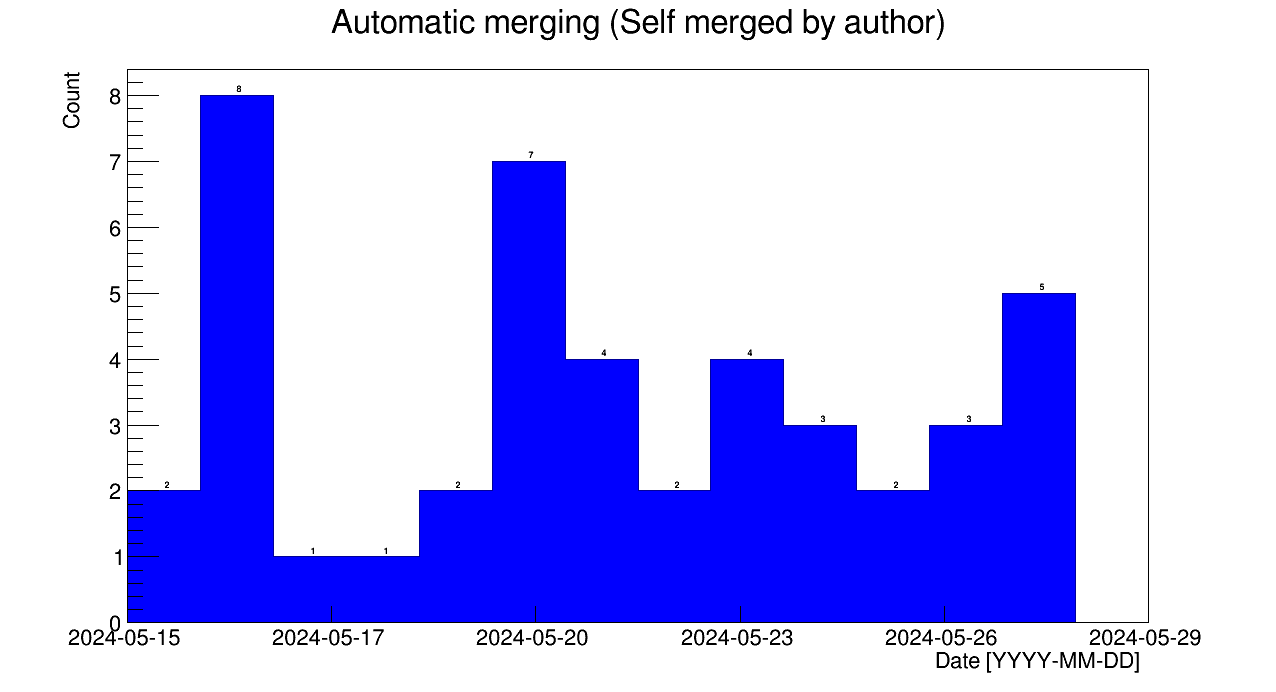 Automatic merging (Self merged by author)
Count
8
7
6
5
4
3
2
1
0
2 8 1 1 2 7 4 2 4 3 2 3 5
2024-05-15 2024-05-17 2024-05-20 2024-05-23 2024-05-26 2024-05-29
Date [YYYY-MM-DD]